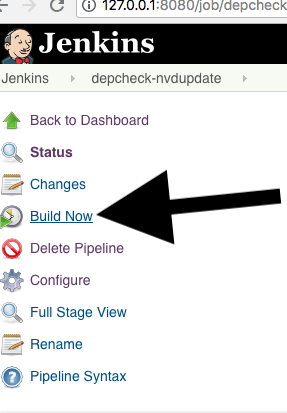 127.0.0.1:8080/job/depcheck
Jenkins
Jenkins depcheck-nvdupdate
Back to Dashboard
Status
Changes
Build Now
Delete Pipeline
Configure
Full Stage View
Rename
Pipeline Syntax